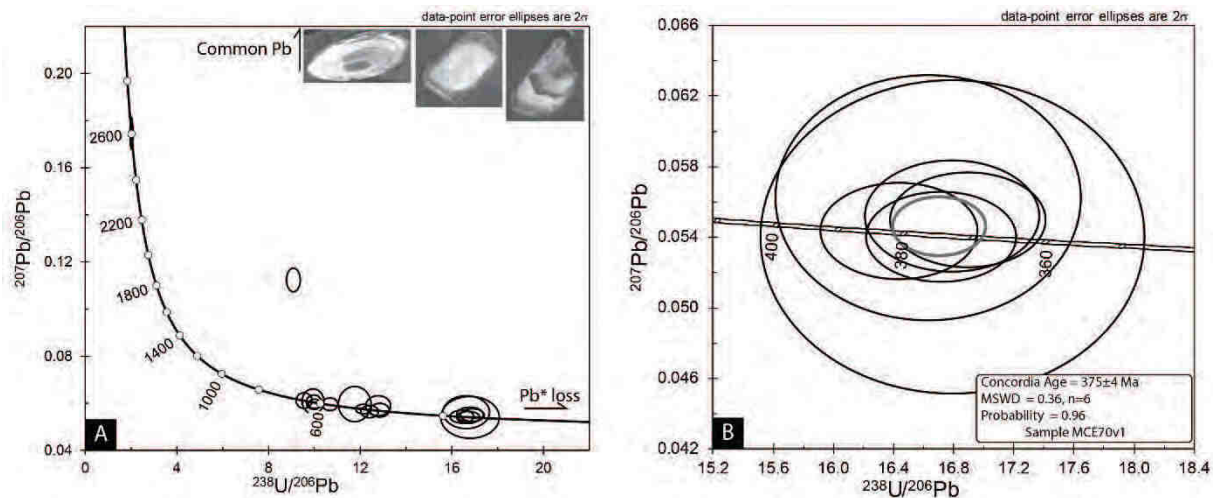 data-point error ellipses are 2σ
Common Pb
0.20
0.16
0.12
0.08
0.04
2600
2200
1800
1400
1000
600
Pb* loss
A
0 4 8 12 16 20
207Pb/206Pb
238U/206Pb
data-point error ellipses are 2σ
0.066
0.062
0.058
0.054
0.050
0.046
0.042
400
380
360
Concordia Age = 375±4 Ma
MSWD = 0.36, n=6
Probability = 0.96
Sample MCE70v1
B
15.2 15.6 16.0 16.4 16.8 17.2 17.6 18.0 18.4
207Pb/206Pb
238U/206Pb